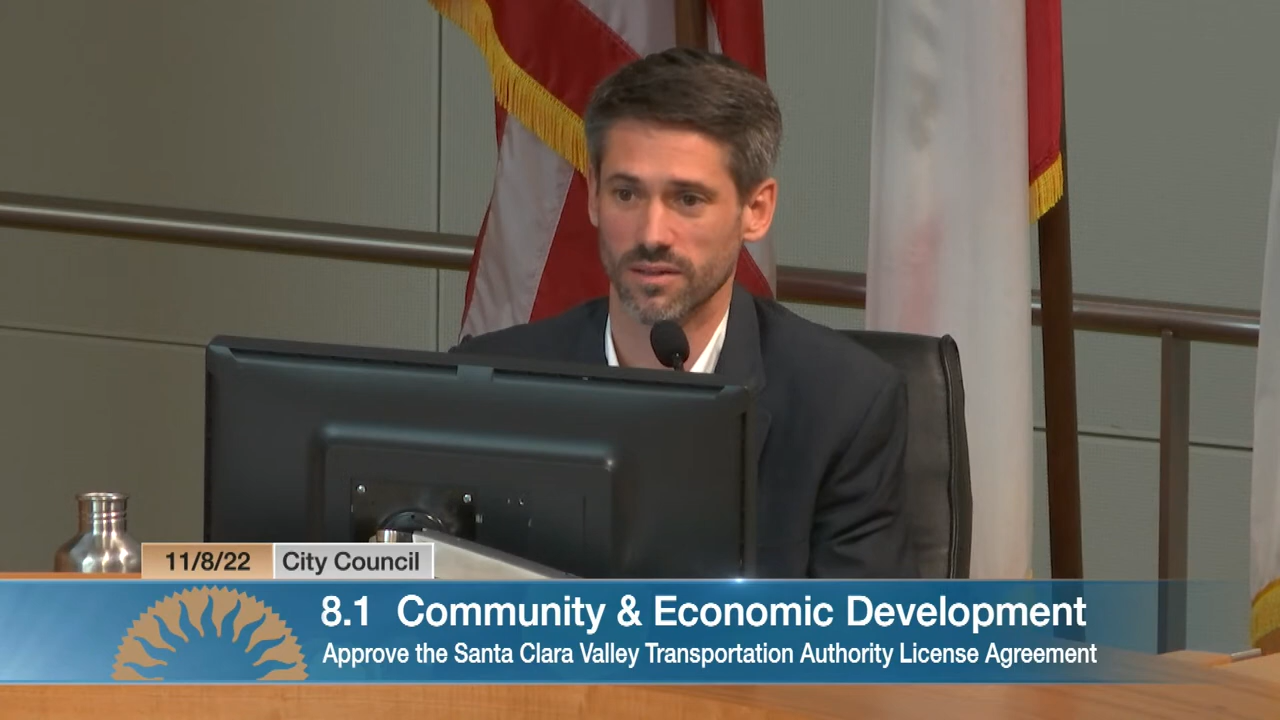 11/8/22 City Council
8.1 Community & Economic Development
Approve the Santa Clara Valley Transportation Authority License Agreement